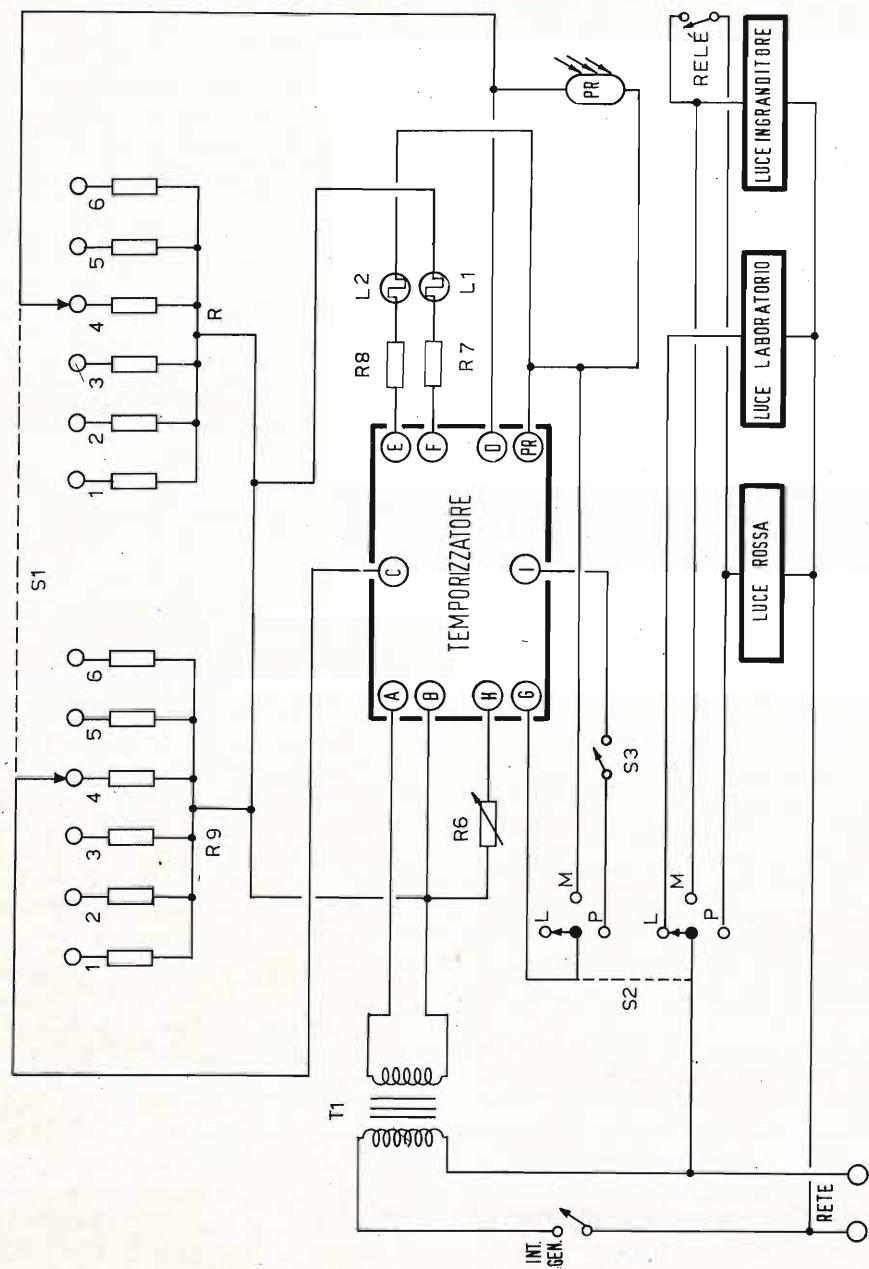 S1
1
2
3
4
5
6
R9
1
2
3
4
5
6
R
T1
R6
A
B
H
G
C
I
TEMPORIZZATORE
E
F
D
PR
R8
R7
L2
L1
PR
INT.
GEN.
RETE
S2
L
M
P
S3
L
M
P
RELÉ
LUCE ROSSA
LUCE LABORATORIO
LUCE INGRANDITORE